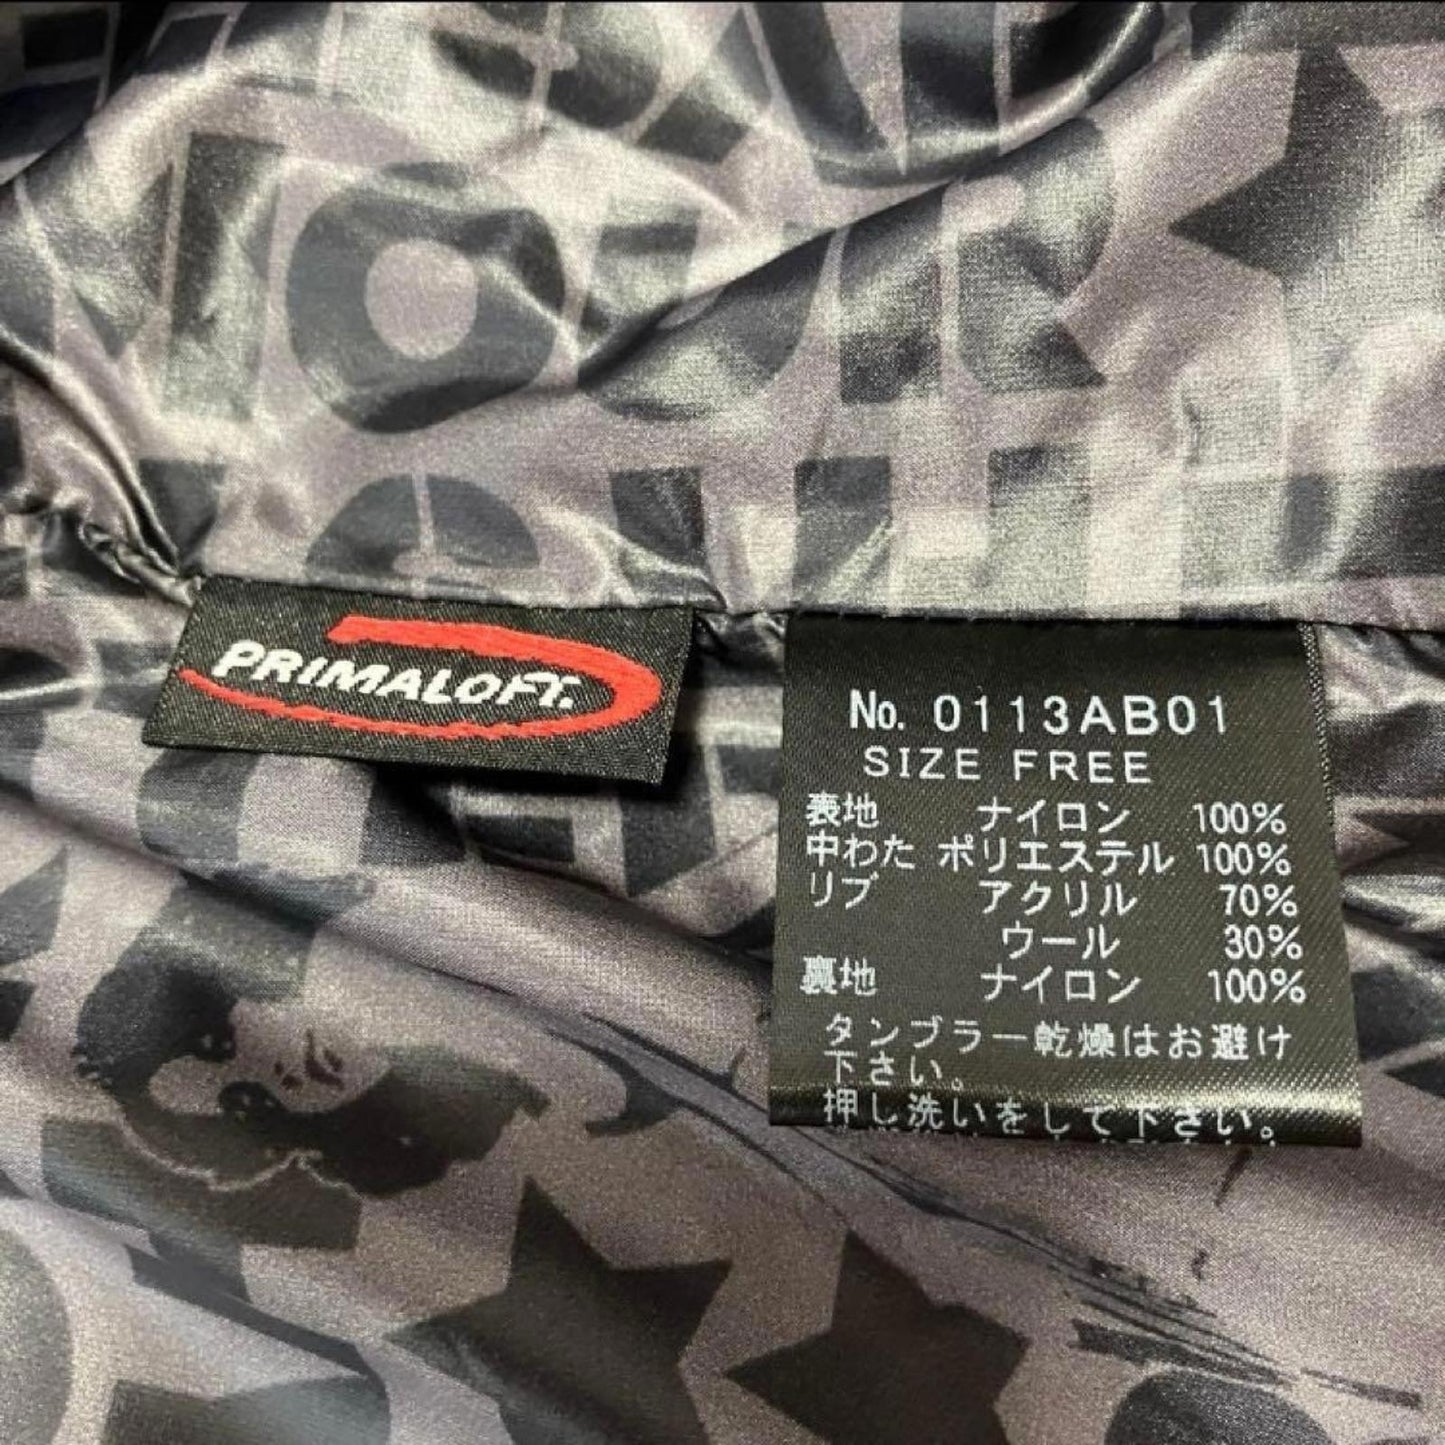 PRIMALOFT.
No. 0113AB01
SIZE FREE
表地 ナイロン 100%
中わた ポリエステル 100%
リブ アクリル 70%
ウール 30%
裏地 ナイロン 100%
タンブラー乾燥はお避け
下さい。
押し洗いをして下さい。